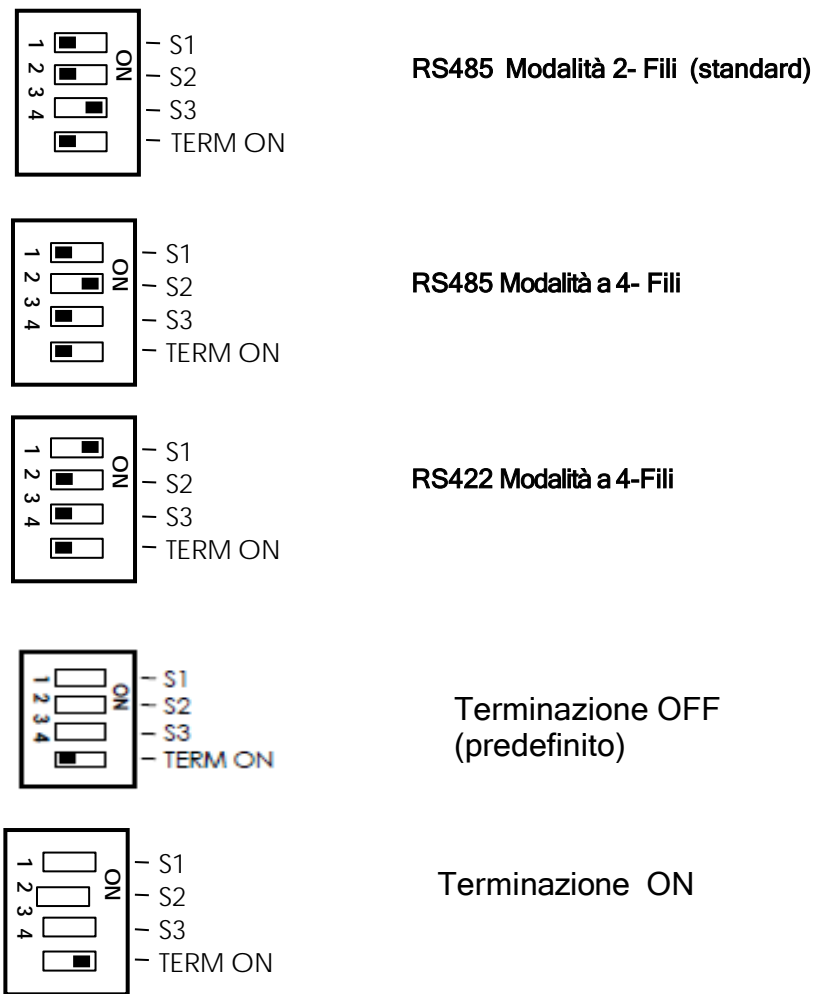 1 ON – S1
2 – S2
3 – S3
4 – TERM ON
RS485 Modalità 2- Fili (standard)
1 ON – S1
2 – S2
3 – S3
4 – TERM ON
RS485 Modalità a 4- Fili
1 ON – S1
2 – S2
3 – S3
4 – TERM ON
RS422 Modalità a 4-Fili
1 ON – S1
2 – S2
3 – S3
4 – TERM ON
Terminazione OFF
(predefinito)
1 ON – S1
2 – S2
3 – S3
4 – TERM ON
Terminazione ON